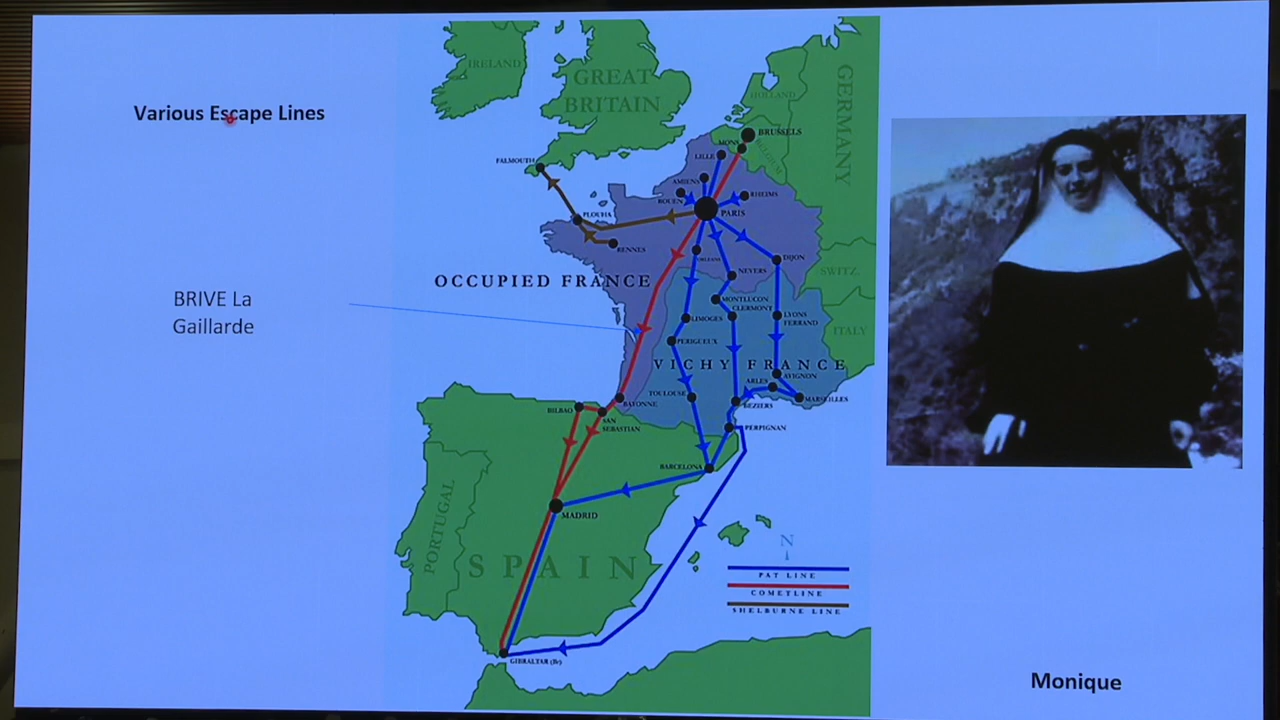 Various Escape Lines
BRIVE La
Gaillarde
IRELAND
GREAT
BRITAIN
HOLLAND
GERMANY
BRUSSELS
MONS
BELGIUM
LILLE
FALMOUTH
AMIENS
ROUEN
RHEIMS
PARIS
PLOUHA
RENNES
ORLEANS
DIJON
NEVERS
SWITZ.
OCCUPIED FRANCE
MONTLUCON
CLERMONT
LIMOGES
LYONS
FERRAND
ITALY
PERIGUEUX
VICHY FRANCE
AVIGNON
ARLES
TOULOUSE
MARSEILLES
BEZIERS
BAYONNE
BILBAO
SAN
SEBASTIAN
PERPIGNAN
BARCELONA
MADRID
PORTUGAL
SPAIN
N
PAT LINE
COMETLINE
SHELBURNE LINE
GIBRALTAR (Br)
Monique